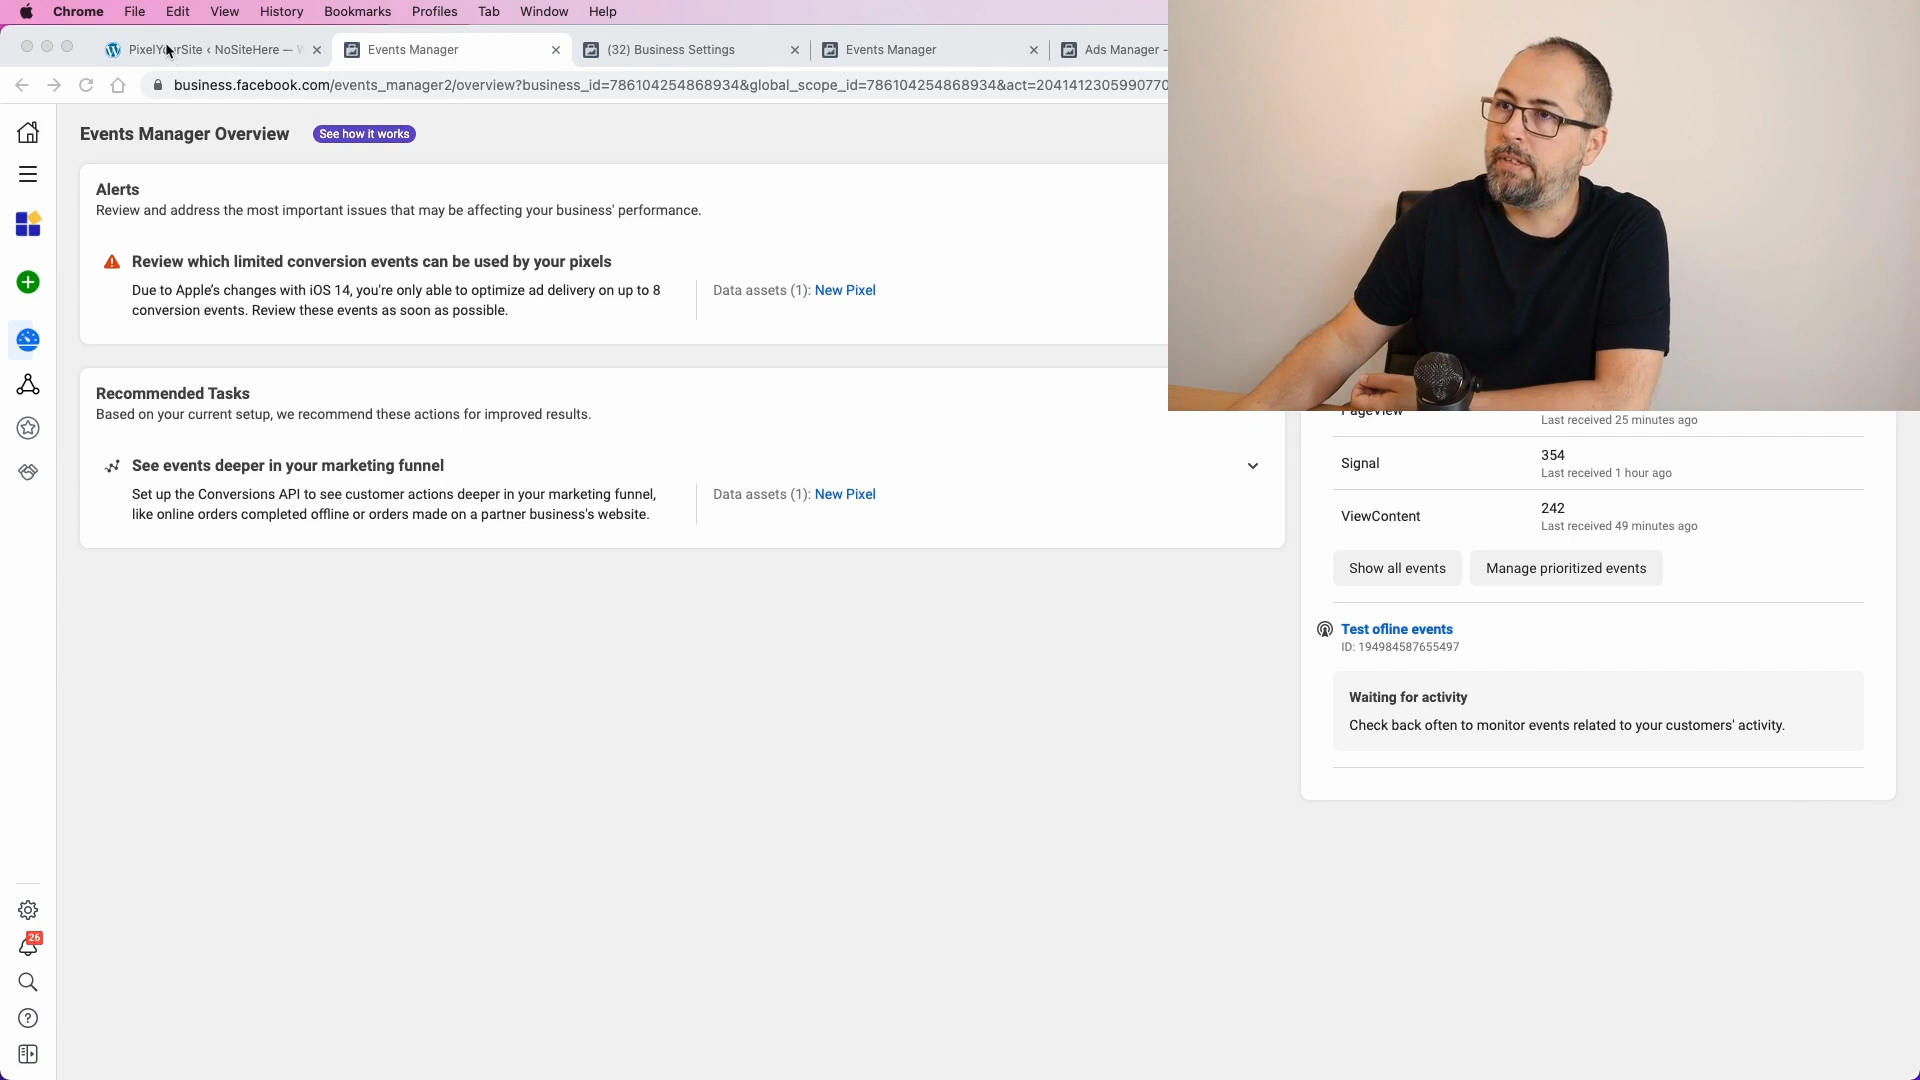 Chrome File Edit View History Bookmarks Profiles Tab Window Help
PixelYourSite ‹ NoSiteHere —
Events Manager
(32) Business Settings
Events Manager
Ads Manager -
business.facebook.com/events_manager2/overview?business_id=786104254868934&global_scope_id=786104254868934&act=2041412305990770
Events Manager Overview
See how it works
Alerts
Review and address the most important issues that may be affecting your business' performance.
Review which limited conversion events can be used by your pixels
Due to Apple's changes with iOS 14, you're only able to optimize ad delivery on up to 8
conversion events. Review these events as soon as possible.
Data assets (1): New Pixel
Recommended Tasks
Based on your current setup, we recommend these actions for improved results.
See events deeper in your marketing funnel
Set up the Conversions API to see customer actions deeper in your marketing funnel,
like online orders completed offline or orders made on a partner business's website.
Data assets (1): New Pixel
PageView
Last received 25 minutes ago
Signal
354
Last received 1 hour ago
ViewContent
242
Last received 49 minutes ago
Show all events
Manage prioritized events
Test ofline events
ID: 194984587655497
Waiting for activity
Check back often to monitor events related to your customers' activity.
26